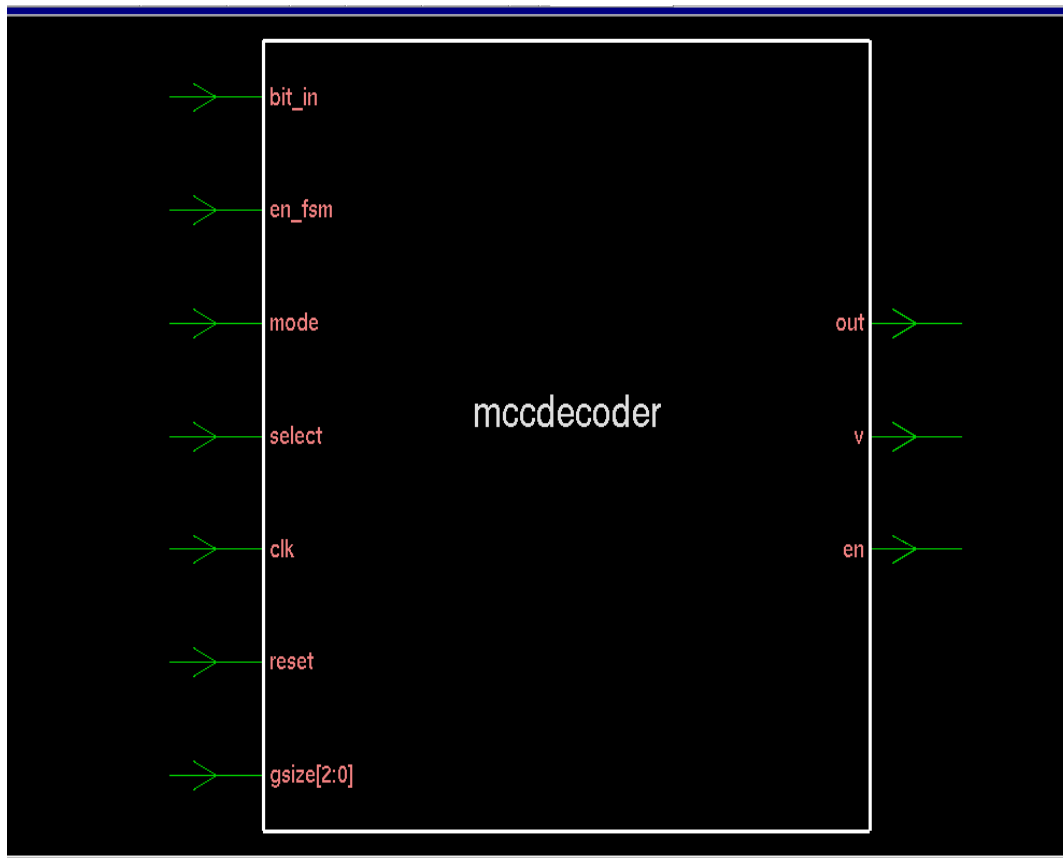 bit_in
en_fsm
mode
out
mccdecoder
select
v
clk
en
reset
gsize[2:0]